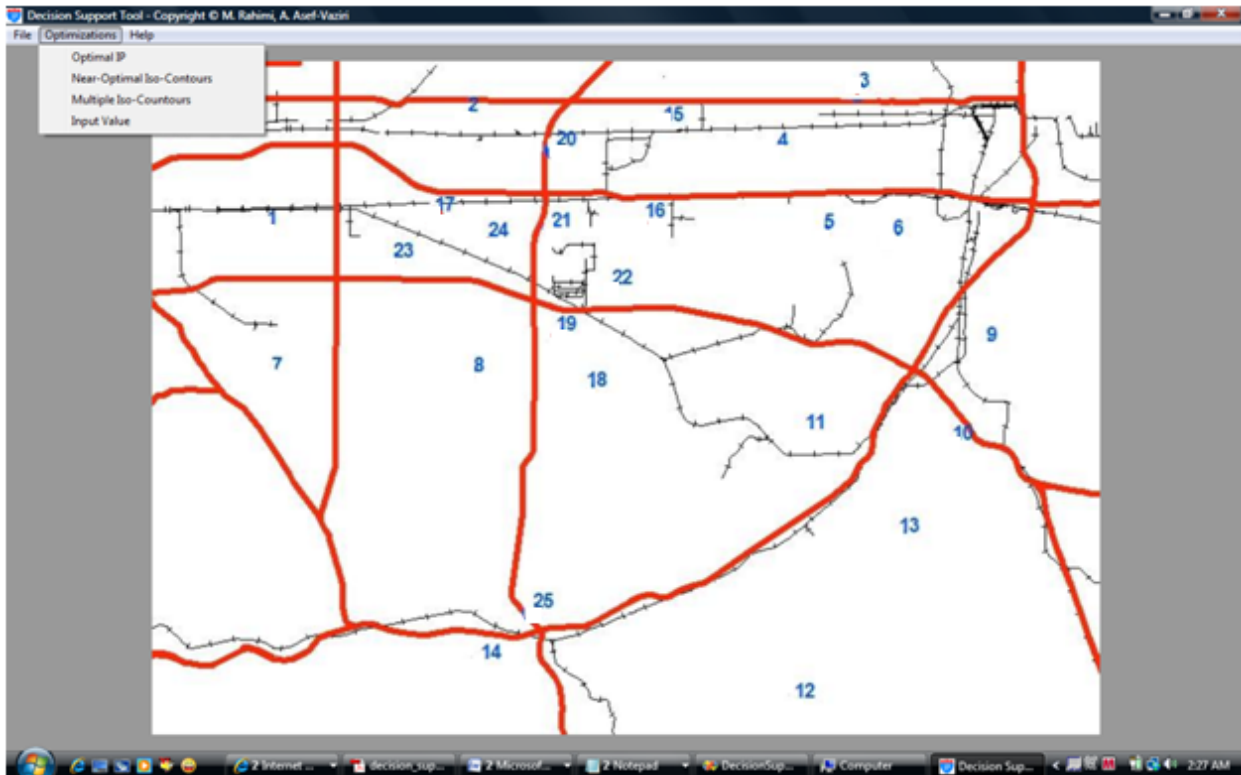 Decision Support Tool - Copyright © M. Rahimi, A. Asef-Vaziri
File Optimizations Help
Optimal IP
Near-Optimal Iso-Contours
Multiple Iso-Countours
Input Value
3
2
15
20
4
1
17
21
16
5
6
24
23
22
19
9
7
8
18
11
10
13
25
14
12
2 Internet ...
decision_sup...
2 Microsof...
2 Notepad
DecisionSup...
Computer
Decision Sup...
2:27 AM